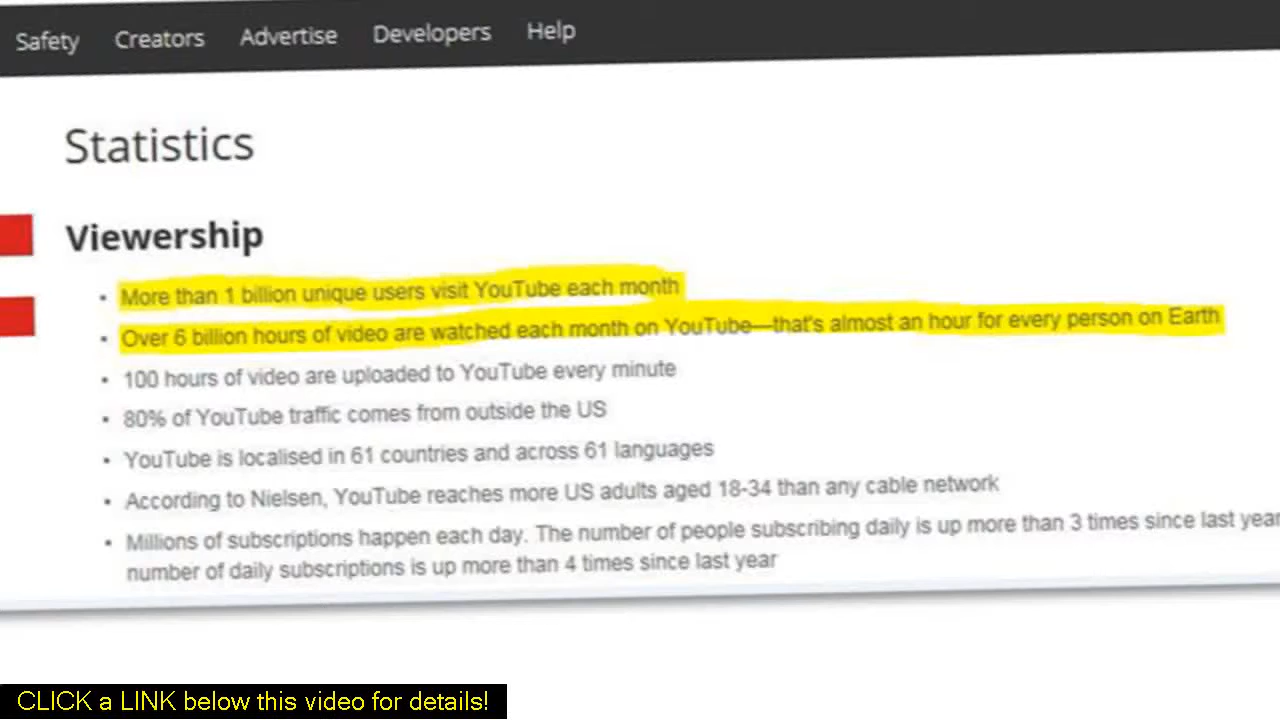 Safety Creators Advertise Developers Help
Statistics
Viewership
• More than 1 billion unique users visit YouTube each month
• Over 6 billion hours of video are watched each month on YouTube—that's almost an hour for every person on Earth
• 100 hours of video are uploaded to YouTube every minute
• 80% of YouTube traffic comes from outside the US
• YouTube is localised in 61 countries and across 61 languages
• According to Nielsen, YouTube reaches more US adults aged 18-34 than any cable network
• Millions of subscriptions happen each day. The number of people subscribing daily is up more than 3 times since last year
number of daily subscriptions is up more than 4 times since last year
CLICK a LINK below this video for details!